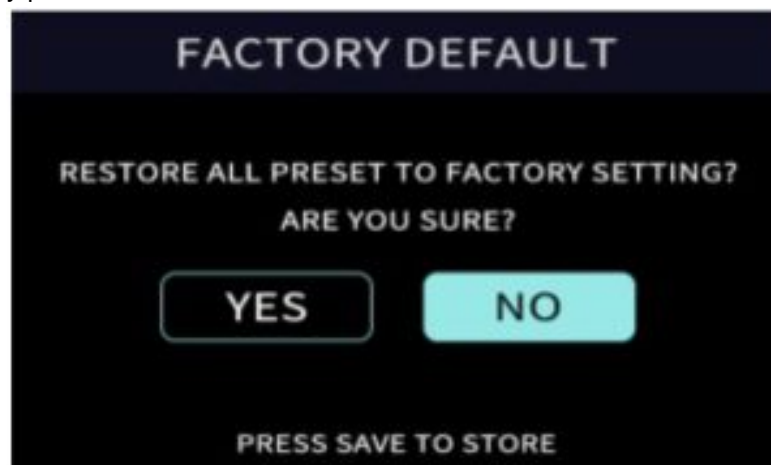 FACTORY DEFAULT
RESTORE ALL PRESET TO FACTORY SETTING?
ARE YOU SURE?
YES NO
PRESS SAVE TO STORE